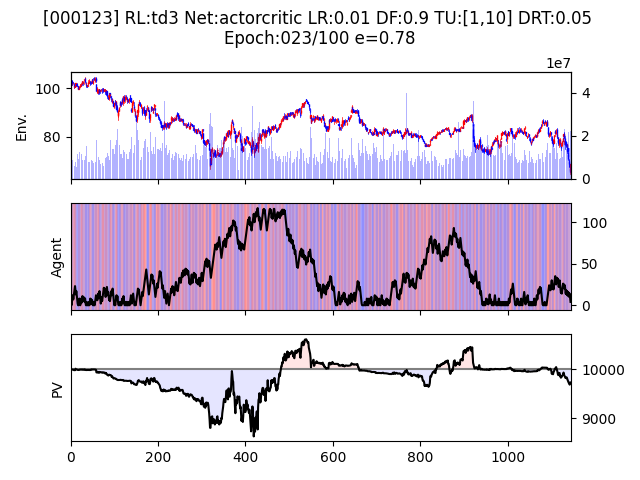 [000123] RL:td3 Net:actorcritic LR:0.01 DF:0.9 TU:[1,10] DRT:0.05
Epoch:023/100 e=0.78
1e7
100
80
Env.
4
2
0
Agent
100
50
0
PV
10000
9000
0
200
400
600
800
1000